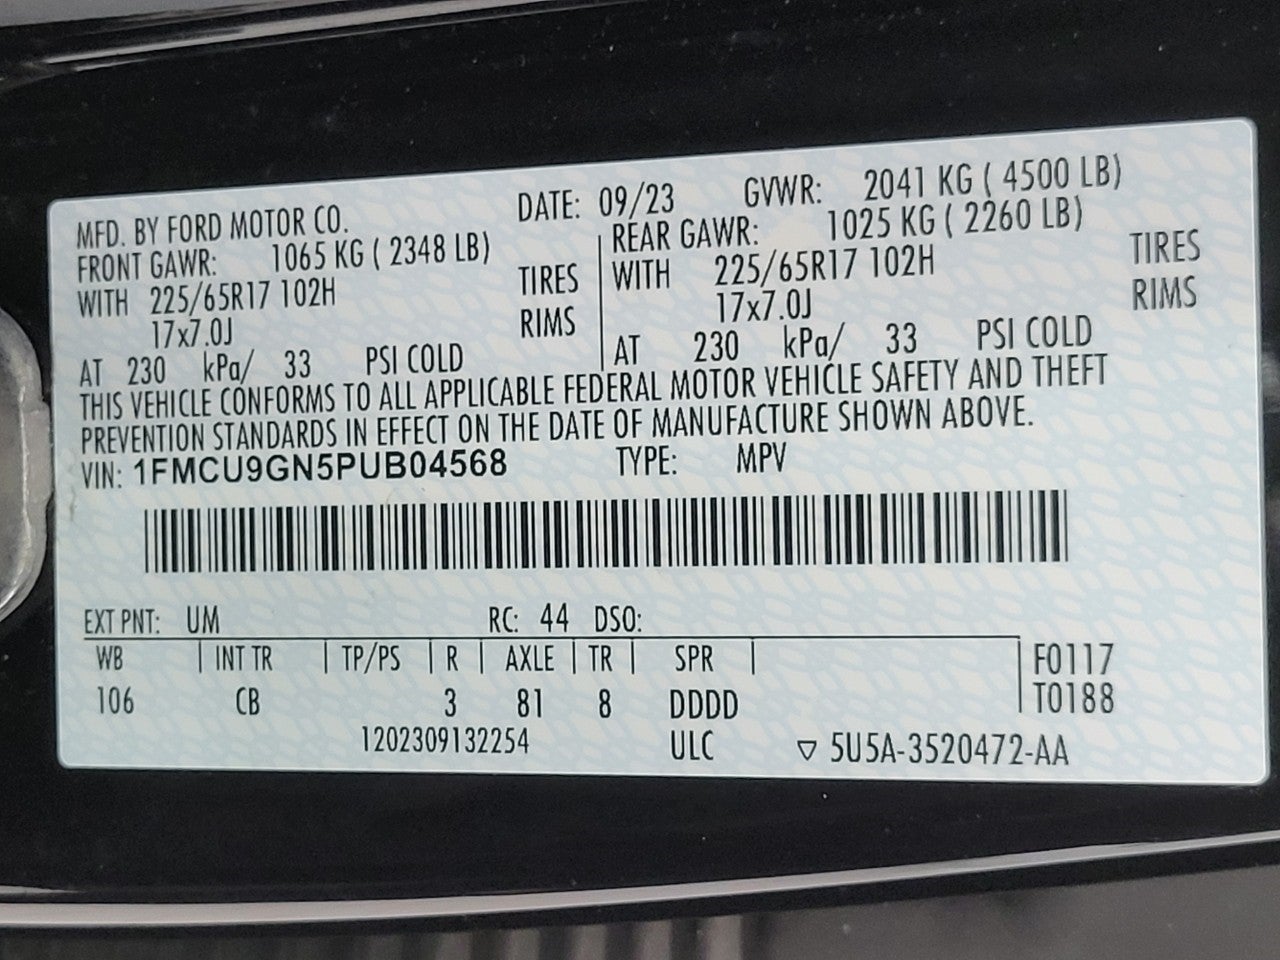 MFD. BY FORD MOTOR CO. DATE: 09/23 GVWR: 2041 KG ( 4500 LB)
FRONT GAWR: 1065 KG ( 2348 LB) REAR GAWR: 1025 KG ( 2260 LB)
WITH 225/65R17 102H TIRES WITH 225/65R17 102H TIRES
17x7.0J RIMS 17x7.0J RIMS
AT 230 kPa/ 33 PSI COLD AT 230 kPa/ 33 PSI COLD
THIS VEHICLE CONFORMS TO ALL APPLICABLE FEDERAL MOTOR VEHICLE SAFETY AND THEFT
PREVENTION STANDARDS IN EFFECT ON THE DATE OF MANUFACTURE SHOWN ABOVE.
VIN: 1FMCU9GN5PUB04568 TYPE: MPV
EXT PNT: UM RC: 44 DSO:
WB INT TR TP/PS R AXLE TR SPR F0117
106 CB 3 81 8 DDDD T0188
1202309132254 ULC ▽ 5U5A-3520472-AA